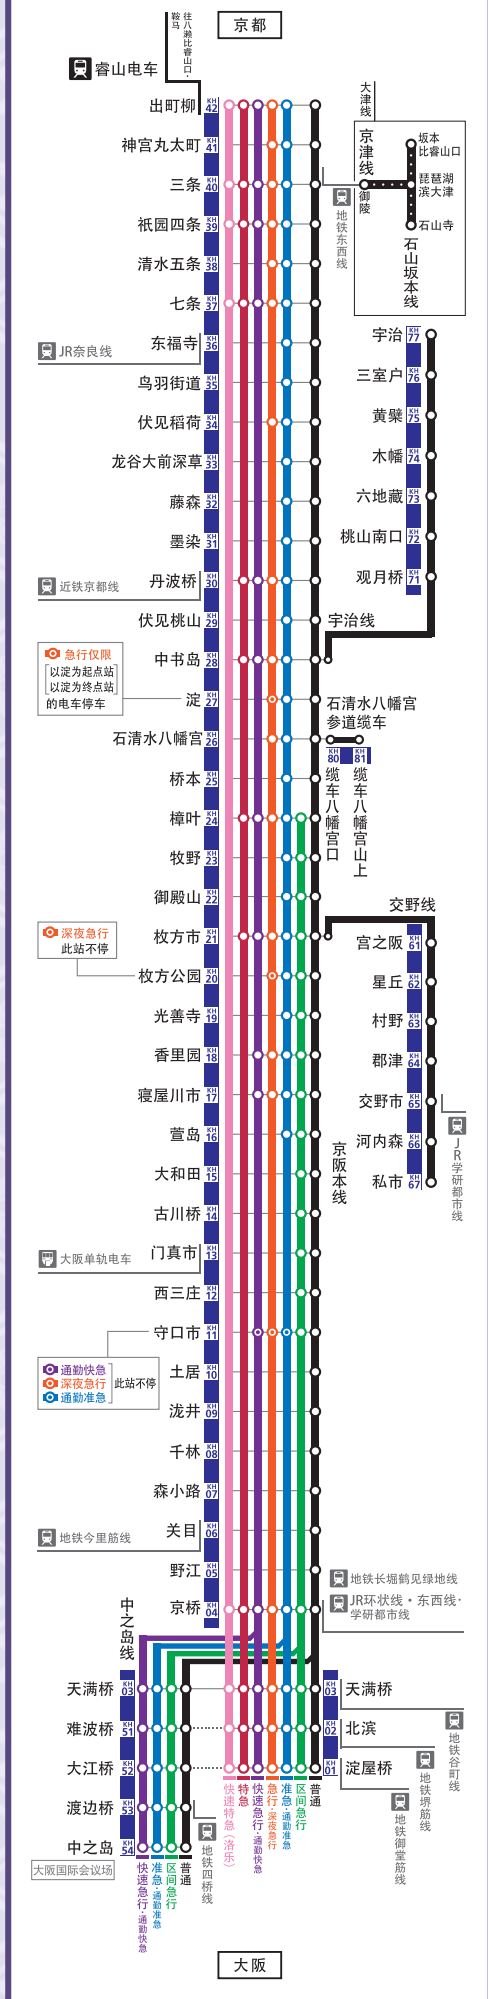 京都
往八濑比睿山口・
鞍马
睿山电车
出町柳 KH 42
神宫丸太町 KH 41
三条 KH 40
祇园四条 KH 39
清水五条 KH 38
七条 KH 37
东福寺 KH 36
JR奈良线
鸟羽街道 KH 35
伏见稻荷 KH 34
龙谷大前深草 KH 33
藤森 KH 32
墨染 KH 31
丹波桥 KH 30
近铁京都线
伏见桃山 KH 29
中书岛 KH 28
急行仅限
以淀为起点站
以淀为终点站
的电车停车
淀 KH 27
石清水八幡宫 KH 26
桥本 KH 25
樟叶 KH 24
牧野 KH 23
御殿山 KH 22
枚方市 KH 21
深夜急行
此站不停
枚方公园 KH 20
光善寺 KH 19
香里园 KH 18
寝屋川市 KH 17
萱岛 KH 16
大和田 KH 15
古川桥 KH 14
门真市 KH 13
大阪单轨电车
西三庄 KH 12
守口市 KH 11
通勤快急
深夜急行
通勤准急
此站不停
土居 KH 10
泷井 KH 09
千林 KH 08
森小路 KH 07
关目 KH 06
地铁今里筋线
野江 KH 05
京桥 KH 04
大津线
京津线
坂本
比睿山口
琵琶湖
滨大津
御陵
石山寺
石山坂本线
地铁东西线
宇治 KH 77
三室户 KH 76
黄檗 KH 75
木幡 KH 74
六地藏 KH 73
桃山南口 KH 72
观月桥 KH 71
宇治线
石清水八幡宫
参道缆车
KH 80 KH 81
缆车八幡宫口
缆车八幡宫山上
交野线
宫之阪 KH 61
星丘 KH 62
村野 KH 63
郡津 KH 64
交野市 KH 65
河内森 KH 66
私市 KH 67
JR学研都市线
京阪本线
地铁长堀鹤见绿地线
JR环状线・东西线・
学研都市线
中之岛线
天满桥 KH 03
难波桥 KH 51
大江桥 KH 52
渡边桥 KH 53
中之岛 KH 54
大阪国际会议场
KH 03 天满桥
KH 02 北滨
KH 01 淀屋桥
地铁谷町线
地铁堺筋线
地铁御堂筋线
地铁四桥线
快速特急(洛乐)
特急
快速急行・通勤快急
急行・深夜急行
准急・通勤准急
区间急行
普通
快速急行・通勤快急
准急・通勤准急
区间急行
普通
大阪